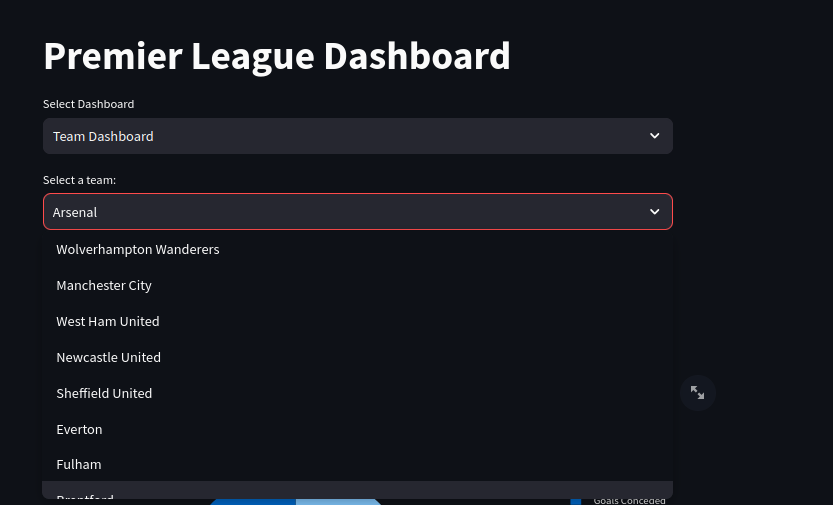 Premier League Dashboard
Select Dashboard
Team Dashboard
Select a team:
Arsenal
Wolverhampton Wanderers
Manchester City
West Ham United
Newcastle United
Sheffield United
Everton
Fulham
Brentford
Goals Conceded